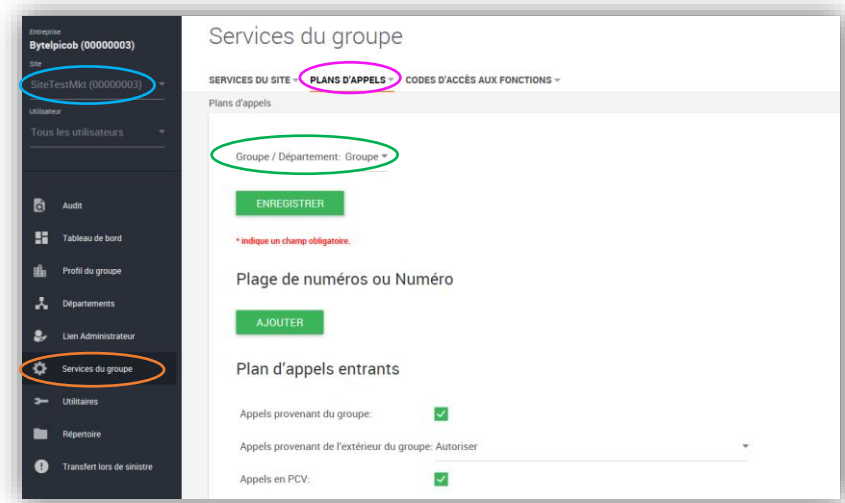 Entreprise
Bytelpicob (00000003)
Site
SiteTestMkt (00000003)
Utilisateur
Tous les utilisateurs
Audit
Tableau de bord
Profil du groupe
Départements
Lien Administrateur
Services du groupe
Utilitaires
Répertoire
Transfert lors de sinistre
Services du groupe
SERVICES DU SITE PLANS D'APPELS CODES D'ACCÈS AUX FONCTIONS
Plans d'appels
Groupe / Département: Groupe
ENREGISTRER
* indique un champ obligatoire.
Plage de numéros ou Numéro
AJOUTER
Plan d'appels entrants
Appels provenant du groupe:
Appels provenant de l'extérieur du groupe: Autoriser
Appels en PCV: